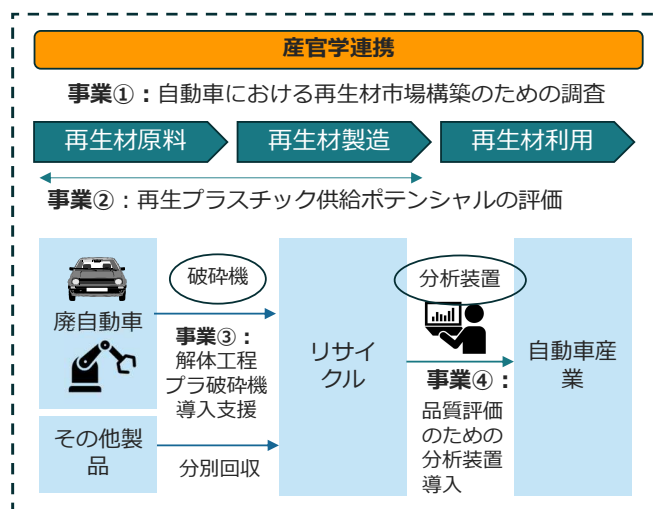 産官学連携
事業①：自動車における再生材市場構築のための調査
再生材原料
再生材製造
再生材利用
事業②：再生プラスチック供給ポテンシャルの評価
廃自動車
破砕機
事業③：
解体工程
プラ破砕機
導入支援
その他製
品
分別回収
リサイ
クル
分析装置
事業④：
品質評価
のための
分析装置
導入
自動車産
業